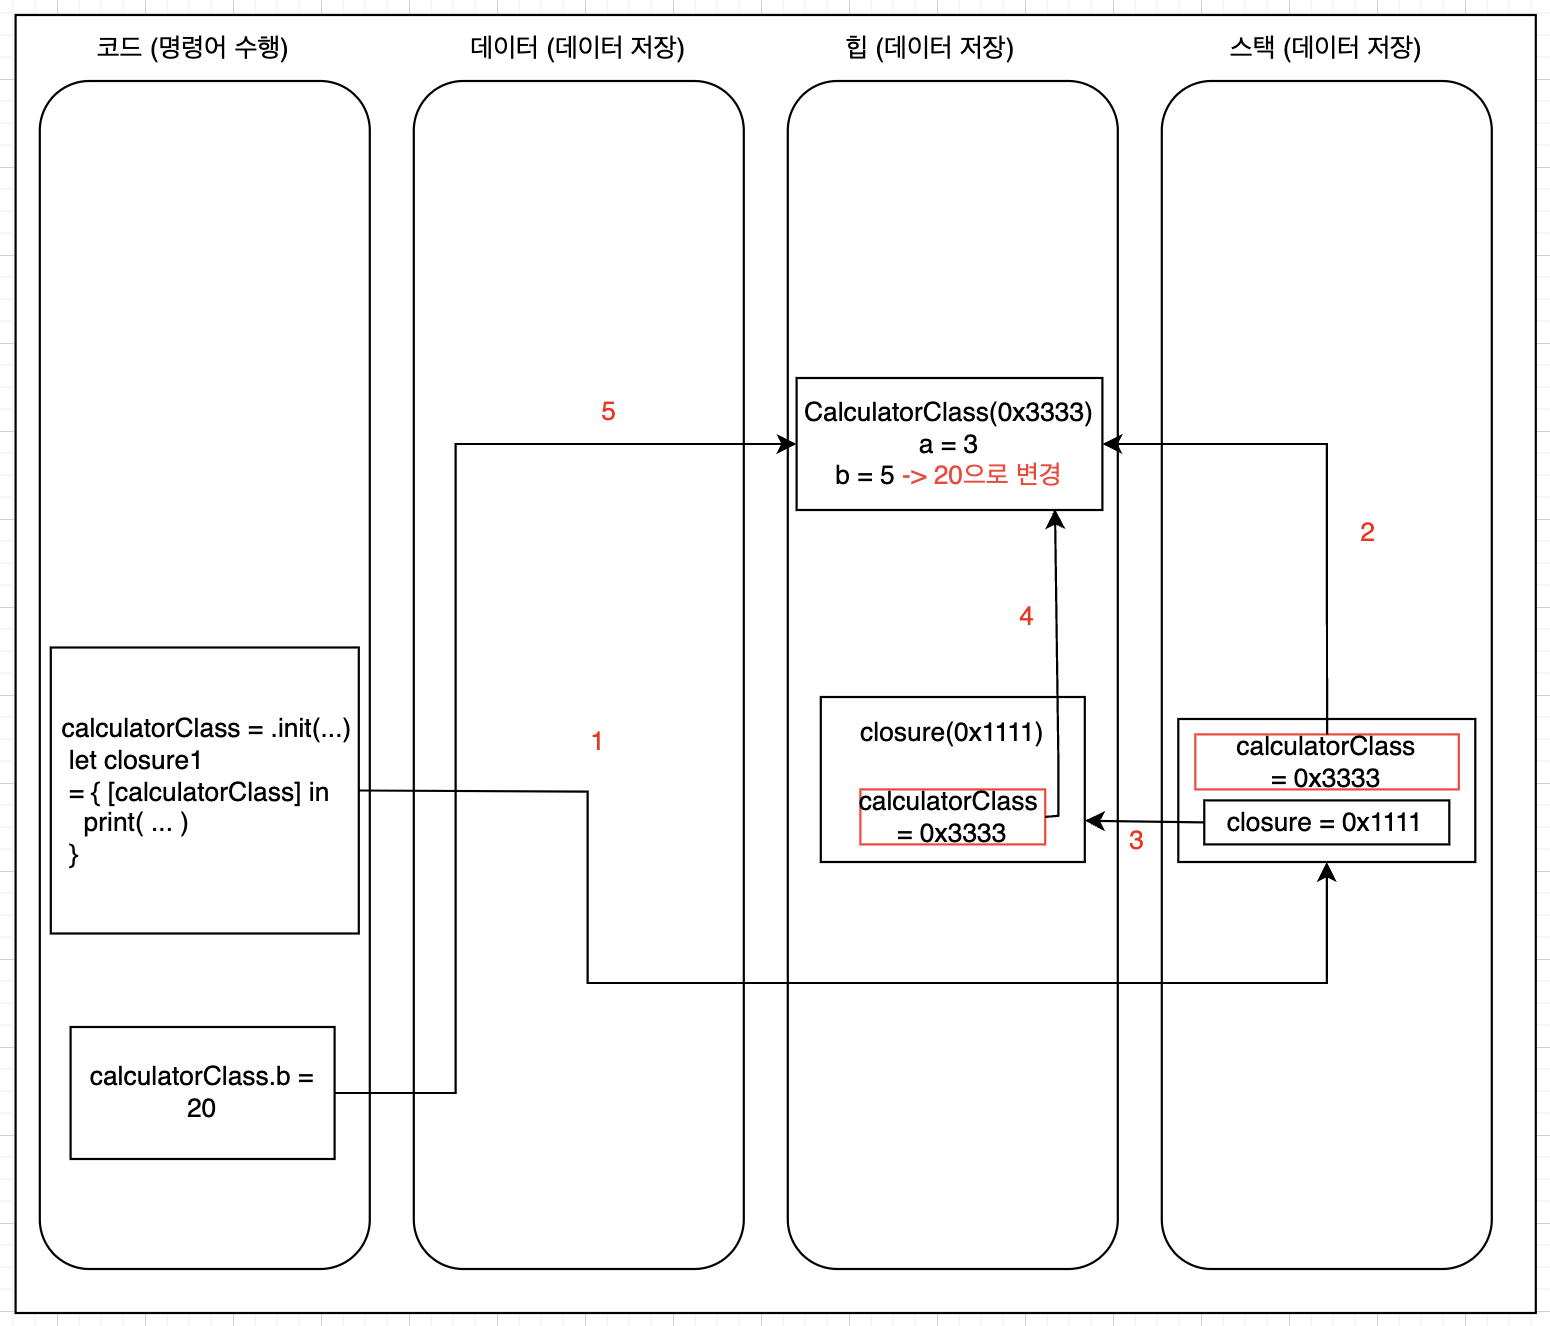 코드 (명령어 수행)
데이터 (데이터 저장)
힙 (데이터 저장)
스택 (데이터 저장)
5
CalculatorClass(0x3333)
a = 3
b = 5 -> 20으로 변경
2
4
calculatorClass = .init(...)
let closure1
= { [calculatorClass] in
print( ... )
}
1
closure(0x1111)
calculatorClass
= 0x3333
3
calculatorClass
= 0x3333
closure = 0x1111
calculatorClass.b =
20